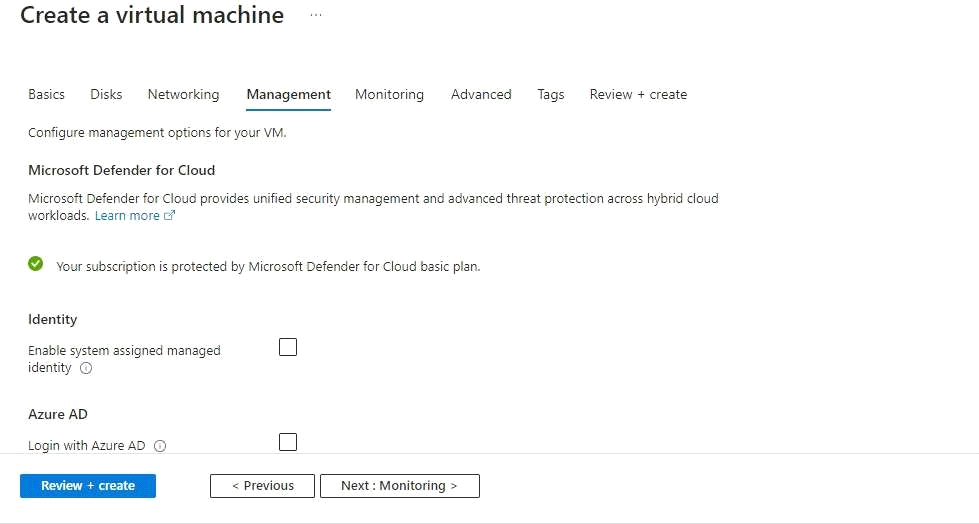 Create a virtual machine ...
Basics Disks Networking Management Monitoring Advanced Tags Review + create
Configure management options for your VM.
Microsoft Defender for Cloud
Microsoft Defender for Cloud provides unified security management and advanced threat protection across hybrid cloud
workloads. Learn more
Your subscription is protected by Microsoft Defender for Cloud basic plan.
Identity
Enable system assigned managed
identity
Azure AD
Login with Azure AD
Review + create < Previous Next : Monitoring >